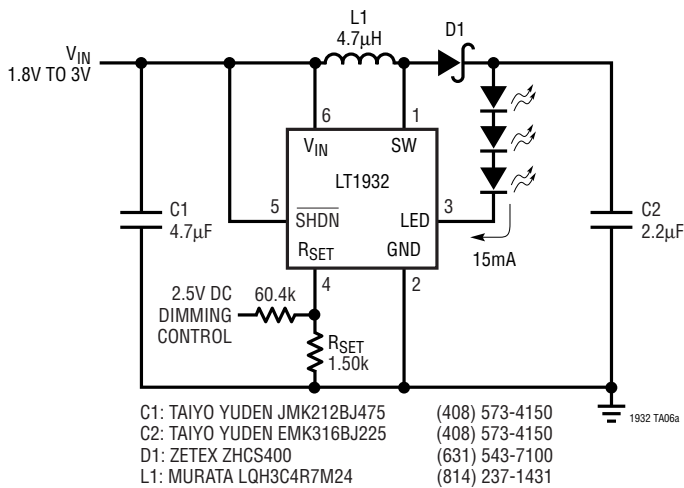 L1
4.7µH
D1
VIN
1.8V TO 3V
6
1
VIN
SW
LT1932
C1
4.7µF
5
SHDN
LED
3
C2
2.2µF
RSET
GND
15mA
4
2
2.5V DC
DIMMING
CONTROL
60.4k
RSET
1.50k
C1: TAIYO YUDEN JMK212BJ475 (408) 573-4150
C2: TAIYO YUDEN EMK316BJ225 (408) 573-4150
D1: ZETEX ZHCS400 (631) 543-7100
L1: MURATA LQH3C4R7M24 (814) 237-1431
1932 TA06a